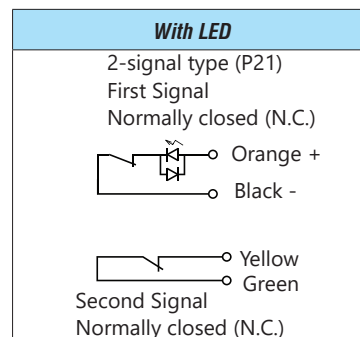 With LED
2-signal type (P21)
First Signal
Normally closed (N.C.)
Orange +
Black -
Yellow
Green
Second Signal
Normally closed (N.C.)